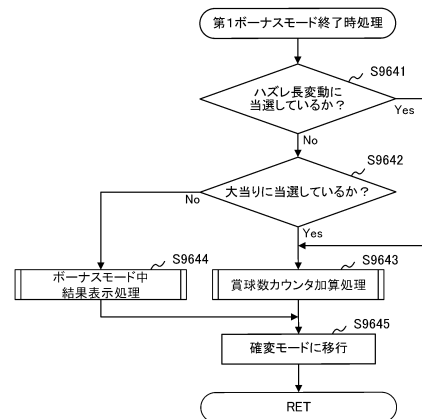 第1ボーナスモード終了時処理
S9641
ハズレ長変動に
当選しているか？
Yes
No
S9642
大当りに当選しているか？
No
Yes
S9644
S9643
ボーナスモード中
結果表示処理
賞球数カウンタ加算処理
S9645
確変モードに移行
RET